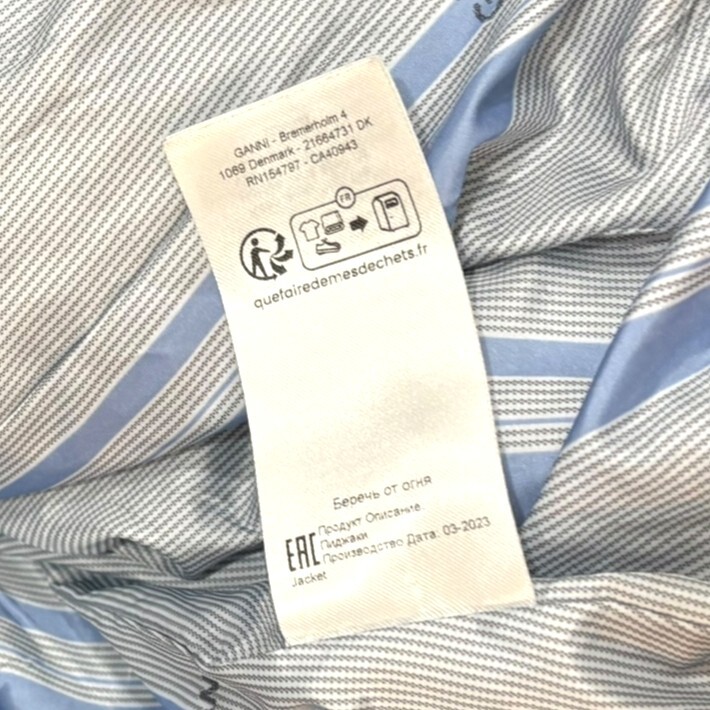 GANNI - Bremerholm 4
1069 Denmark - 21664731 DK
RN154797 - CA40943
FR
quefairedemesdechets.fr
Беречь от огня
Продукт Описание
Пиджаки
Производство Дата: 03-2023
EAC
Jacket